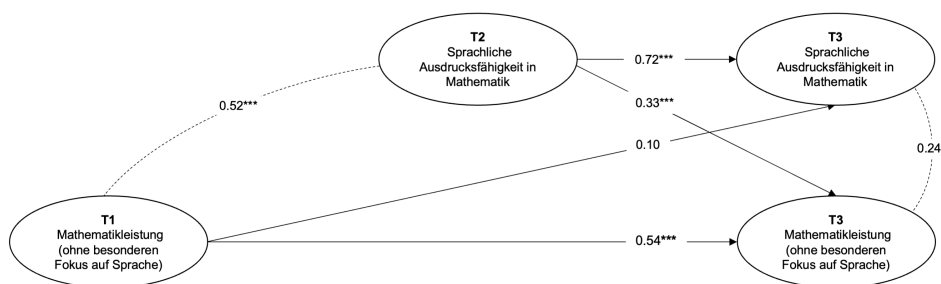 T2
Sprachliche
Ausdrucksfähigkeit in
Mathematik
T3
Sprachliche
Ausdrucksfähigkeit in
Mathematik
0.72***
0.52***
0.33***
0.10
0.24
T1
Mathematikleistung
(ohne besonderen
Fokus auf Sprache)
0.54***
T3
Mathematikleistung
(ohne besonderen
Fokus auf Sprache)